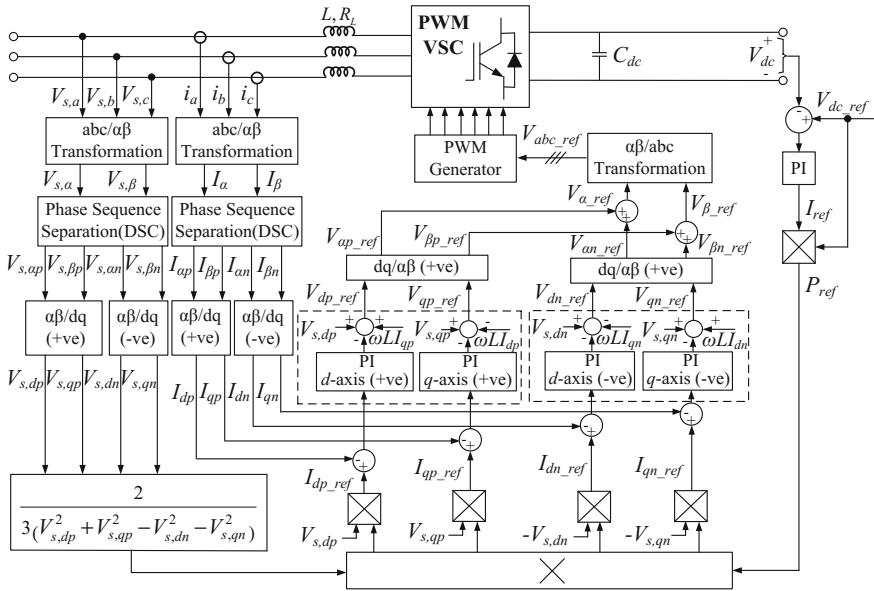 L, R_L
PWM
VSC
C_dc
+
V_dc
-
V_s,a
V_s,b
V_s,c
i_a
i_b
i_c
abc/αβ
Transformation
abc/αβ
Transformation
PWM
Generator
V_abc_ref
αβ/abc
Transformation
-
+
V_dc_ref
PI
I_ref
P_ref
V_s,α
V_s,β
I_α
I_β
Phase Sequence
Separation(DSC)
Phase Sequence
Separation(DSC)
V_α_ref
V_β_ref
+
+
+
+
V_αp_ref
V_βp_ref
V_αn_ref
V_βn_ref
V_s,αp
V_s,βp
V_s,αn
V_s,βn
I_αp
I_βp
I_αn
I_βn
dq/αβ (+ve)
dq/αβ (+ve)
V_dp_ref
V_qp_ref
V_dn_ref
V_qn_ref
αβ/dq
(+ve)
αβ/dq
(-ve)
αβ/dq
(+ve)
αβ/dq
(-ve)
V_s,dp
+
+
-
ωLI_qp
V_s,qp
+
-
-
ωLI_dp
V_s,dn
+
-
-
ωLI_qn
V_s,qn
+
+
-
ωLI_dn
PI
d-axis (+ve)
PI
q-axis (+ve)
PI
d-axis (-ve)
PI
q-axis (-ve)
V_s,dp
V_s,qp
V_s,dn
V_s,qn
I_dp
I_qp
I_dn
I_qn
-
+
-
+
-
+
-
+
I_dp_ref
I_qp_ref
I_dn_ref
I_qn_ref
2
3(V²_s,dp+V²_s,qp−V²_s,dn−V²_s,qn)
V_s,dp
V_s,qp
-V_s,dn
-V_s,qn